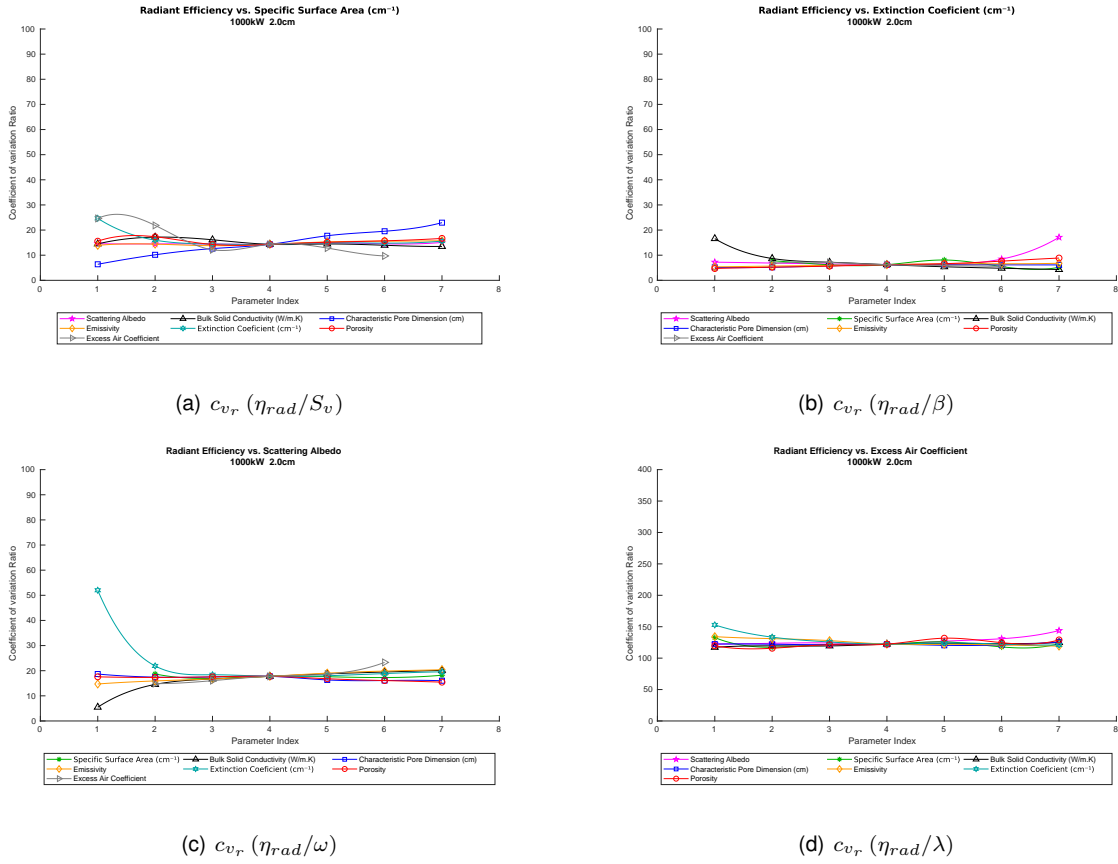 Radiant Efficiency vs. Specific Surface Area (cm⁻¹)
1000kW 2.0cm
Coefficient of variation Ratio
100
90
80
70
60
50
40
30
20
10
0
0 1 2 3 4 5 6 7 8
Parameter Index
Scattering Albedo Bulk Solid Conductivity (W/m.K) Characteristic Pore Dimension (cm)
Emissivity Extinction Coeficient (cm⁻¹) Porosity
Excess Air Coefficient
(a) c_{v_r} (η_{rad}/S_v)
Radiant Efficiency vs. Extinction Coeficient (cm⁻¹)
1000kW 2.0cm
Coefficient of variation Ratio
100
90
80
70
60
50
40
30
20
10
0
0 1 2 3 4 5 6 7 8
Parameter Index
Scattering Albedo Specific Surface Area (cm⁻¹) Bulk Solid Conductivity (W/m.K)
Characteristic Pore Dimension (cm) Emissivity Porosity
Excess Air Coefficient
(b) c_{v_r} (η_{rad}/β)
Radiant Efficiency vs. Scattering Albedo
1000kW 2.0cm
Coefficient of variation Ratio
100
90
80
70
60
50
40
30
20
10
0
0 1 2 3 4 5 6 7 8
Parameter Index
Specific Surface Area (cm⁻¹) Bulk Solid Conductivity (W/m.K) Characteristic Pore Dimension (cm)
Emissivity Extinction Coeficient (cm⁻¹) Porosity
Excess Air Coefficient
(c) c_{v_r} (η_{rad}/ω)
Radiant Efficiency vs. Excess Air Coefficient
1000kW 2.0cm
Coefficient of variation Ratio
400
350
300
250
200
150
100
50
0
0 1 2 3 4 5 6 7 8
Parameter Index
Scattering Albedo Specific Surface Area (cm⁻¹) Bulk Solid Conductivity (W/m.K)
Characteristic Pore Dimension (cm) Emissivity Extinction Coeficient (cm⁻¹)
Porosity
(d) c_{v_r} (η_{rad}/λ)